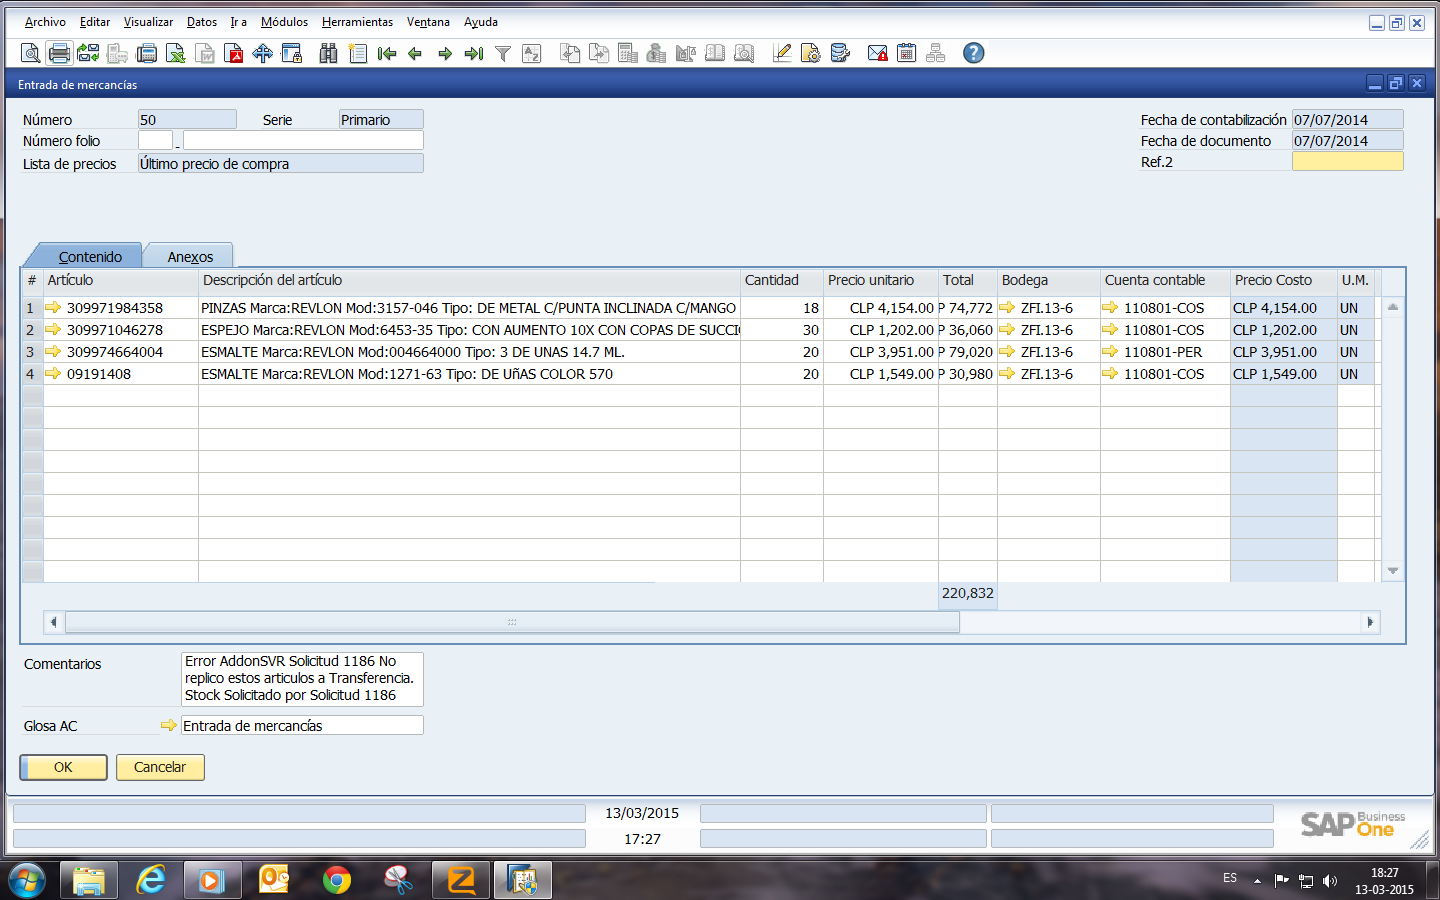 Archivo Editar Visualizar Datos Ir a Módulos Herramientas Ventana Ayuda
Entrada de mercancías
Número 50 Serie Primario Fecha de contabilización 07/07/2014
Número folio - Fecha de documento 07/07/2014
Lista de precios Último precio de compra Ref.2
Contenido Anexos
# Artículo Descripción del artículo Cantidad Precio unitario Total Bodega Cuenta contable Precio Costo U.M.
1 309971984358 PINZAS Marca:REVLON Mod:3157-046 Tipo: DE METAL C/PUNTA INCLINADA C/MANGO 18 CLP 4,154.00 P 74,772 ZFI.13-6 110801-COS CLP 4,154.00 UN
2 309971046278 ESPEJO Marca:REVLON Mod:6453-35 Tipo: CON AUMENTO 10X CON COPAS DE SUCCI 30 CLP 1,202.00 P 36,060 ZFI.13-6 110801-COS CLP 1,202.00 UN
3 309974664004 ESMALTE Marca:REVLON Mod:004664000 Tipo: 3 DE UNAS 14.7 ML. 20 CLP 3,951.00 P 79,020 ZFI.13-6 110801-PER CLP 3,951.00 UN
4 09191408 ESMALTE Marca:REVLON Mod:1271-63 Tipo: DE UñAS COLOR 570 20 CLP 1,549.00 P 30,980 ZFI.13-6 110801-COS CLP 1,549.00 UN
220,832
Comentarios Error AddonSVR Solicitud 1186 No
replico estos articulos a Transferencia.
Stock Solicitado por Solicitud 1186
Glosa AC Entrada de mercancías
OK Cancelar
13/03/2015
17:27
SAP Business One
ES 18:27
13-03-2015